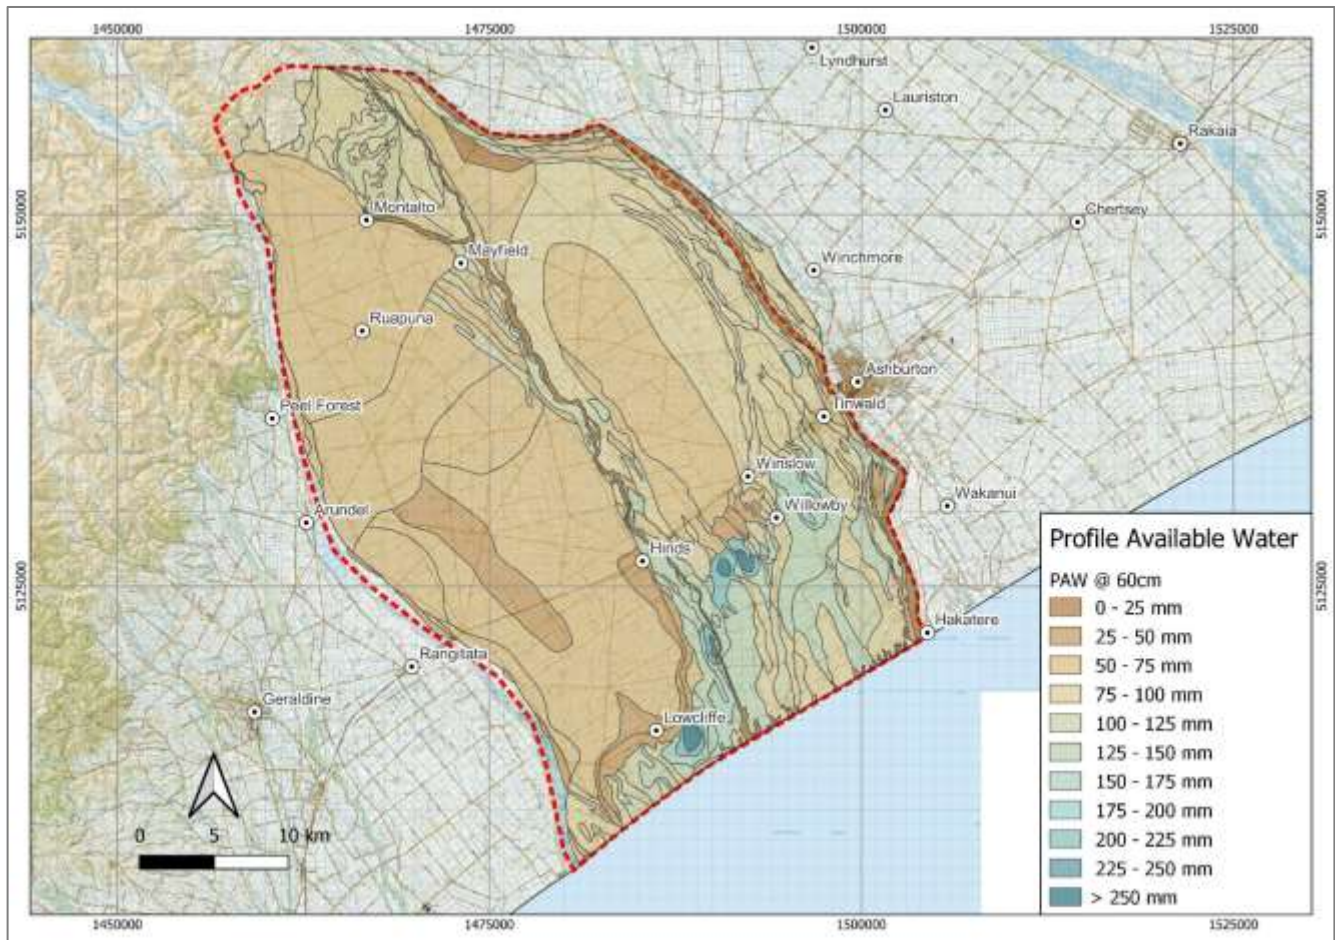 1450000
1475000
1500000
1525000
Lyndhurst
Lauriston
Rakaia
5150000
5150000
Montalto
Chertsey
Mayfield
Winchmore
Ruapuna
Ashburton
Peel Forest
Tinwald
Winslow
Wakanui
Arundel
Willowby
Hinds
5125000
5125000
Hakatere
Rangitata
Geraldine
Lowcliffe
Profile Available Water
PAW @ 60cm
0 - 25 mm
25 - 50 mm
50 - 75 mm
75 - 100 mm
100 - 125 mm
125 - 150 mm
150 - 175 mm
175 - 200 mm
200 - 225 mm
225 - 250 mm
> 250 mm
0 5 10 km
1450000
1475000
1500000
1525000